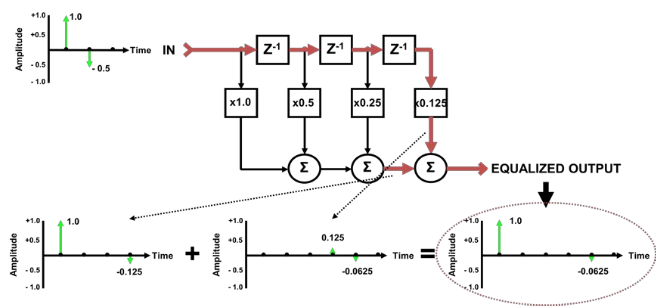 Amplitude
+1.0
+0.5
- 0.5
- 1.0
1.0
- 0.5
Time
IN
Z-1
Z-1
Z-1
x1.0
x0.5
x0.25
x0.125
Σ
Σ
Σ
EQUALIZED OUTPUT
Amplitude
+1.0
+0.5
- 0.5
- 1.0
1.0
-0.125
Time
+
Amplitude
+1.0
+0.5
- 0.5
- 1.0
0.125
-0.0625
Time
=
Amplitude
+1.0
+0.5
- 0.5
- 1.0
1.0
-0.0625
Time